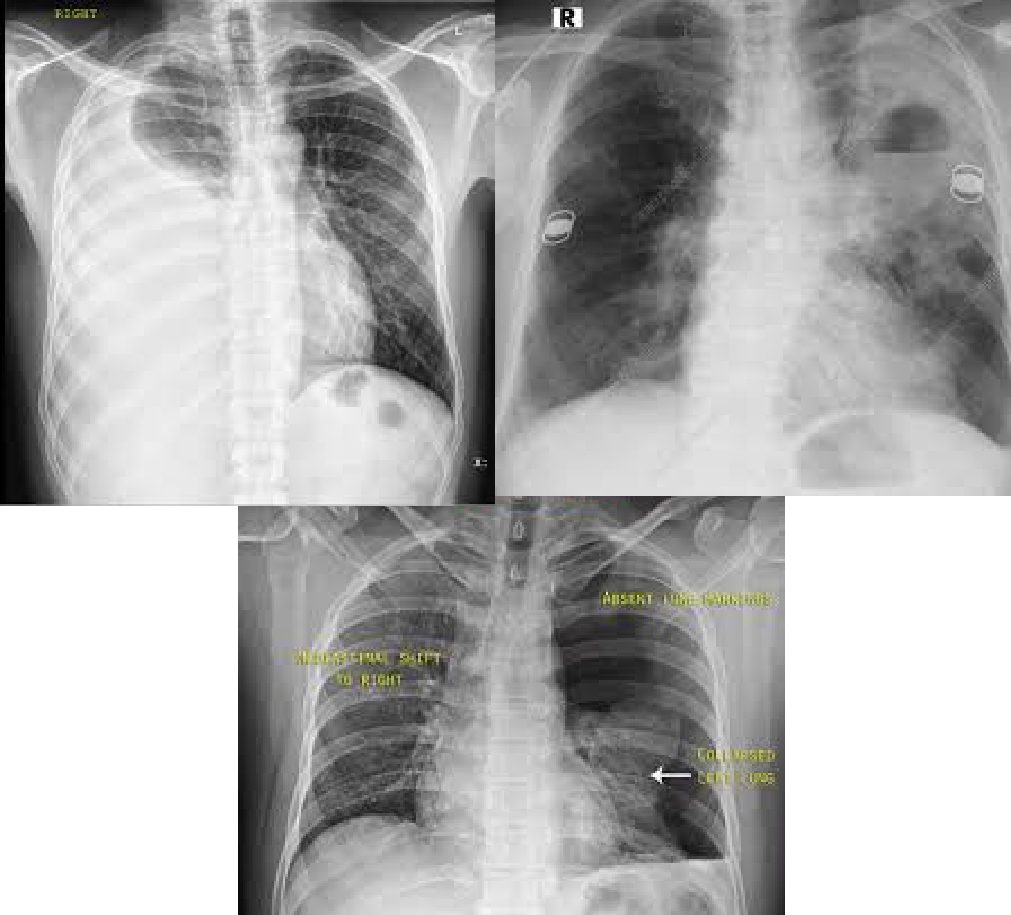 RIGHT
L
R
ABSENT LUNG MARKINGS
MEDIASTINAL SHIFT
TO RIGHT
COLLAPSED
LEFT LUNG